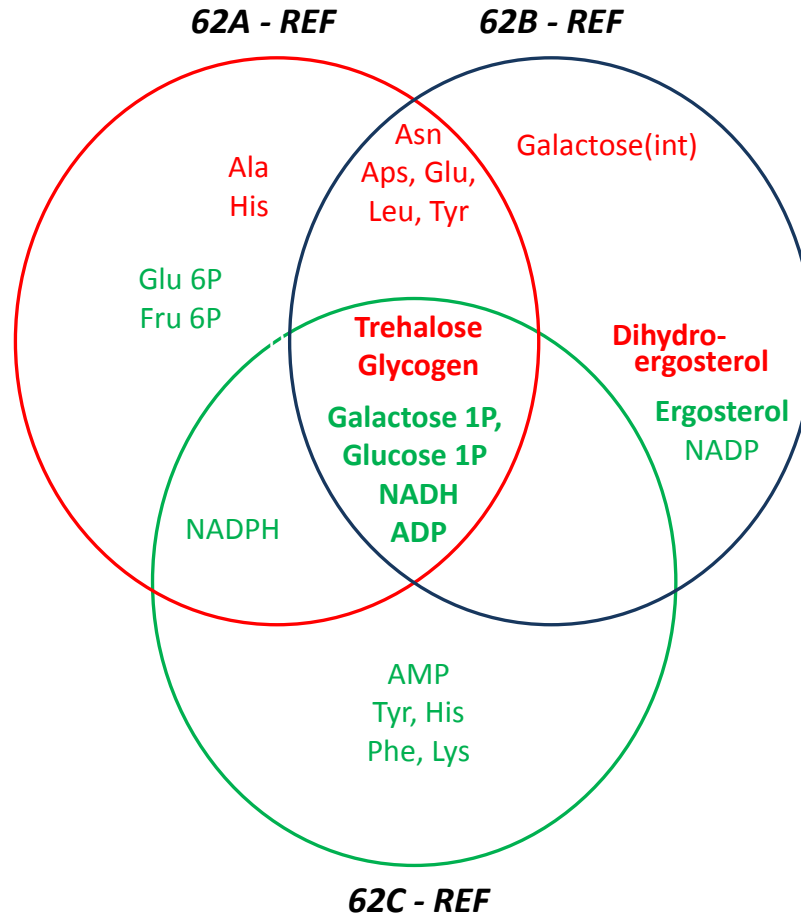 62A - REF
62B - REF
Asn
Aps, Glu,
Leu, Tyr
Galactose(int)
Ala
His
Glu 6P
Fru 6P
Trehalose
Glycogen
Dihydro-
ergosterol
Galactose 1P,
Glucose 1P
NADH
ADP
Ergosterol
NADP
NADPH
AMP
Tyr, His
Phe, Lys
62C - REF